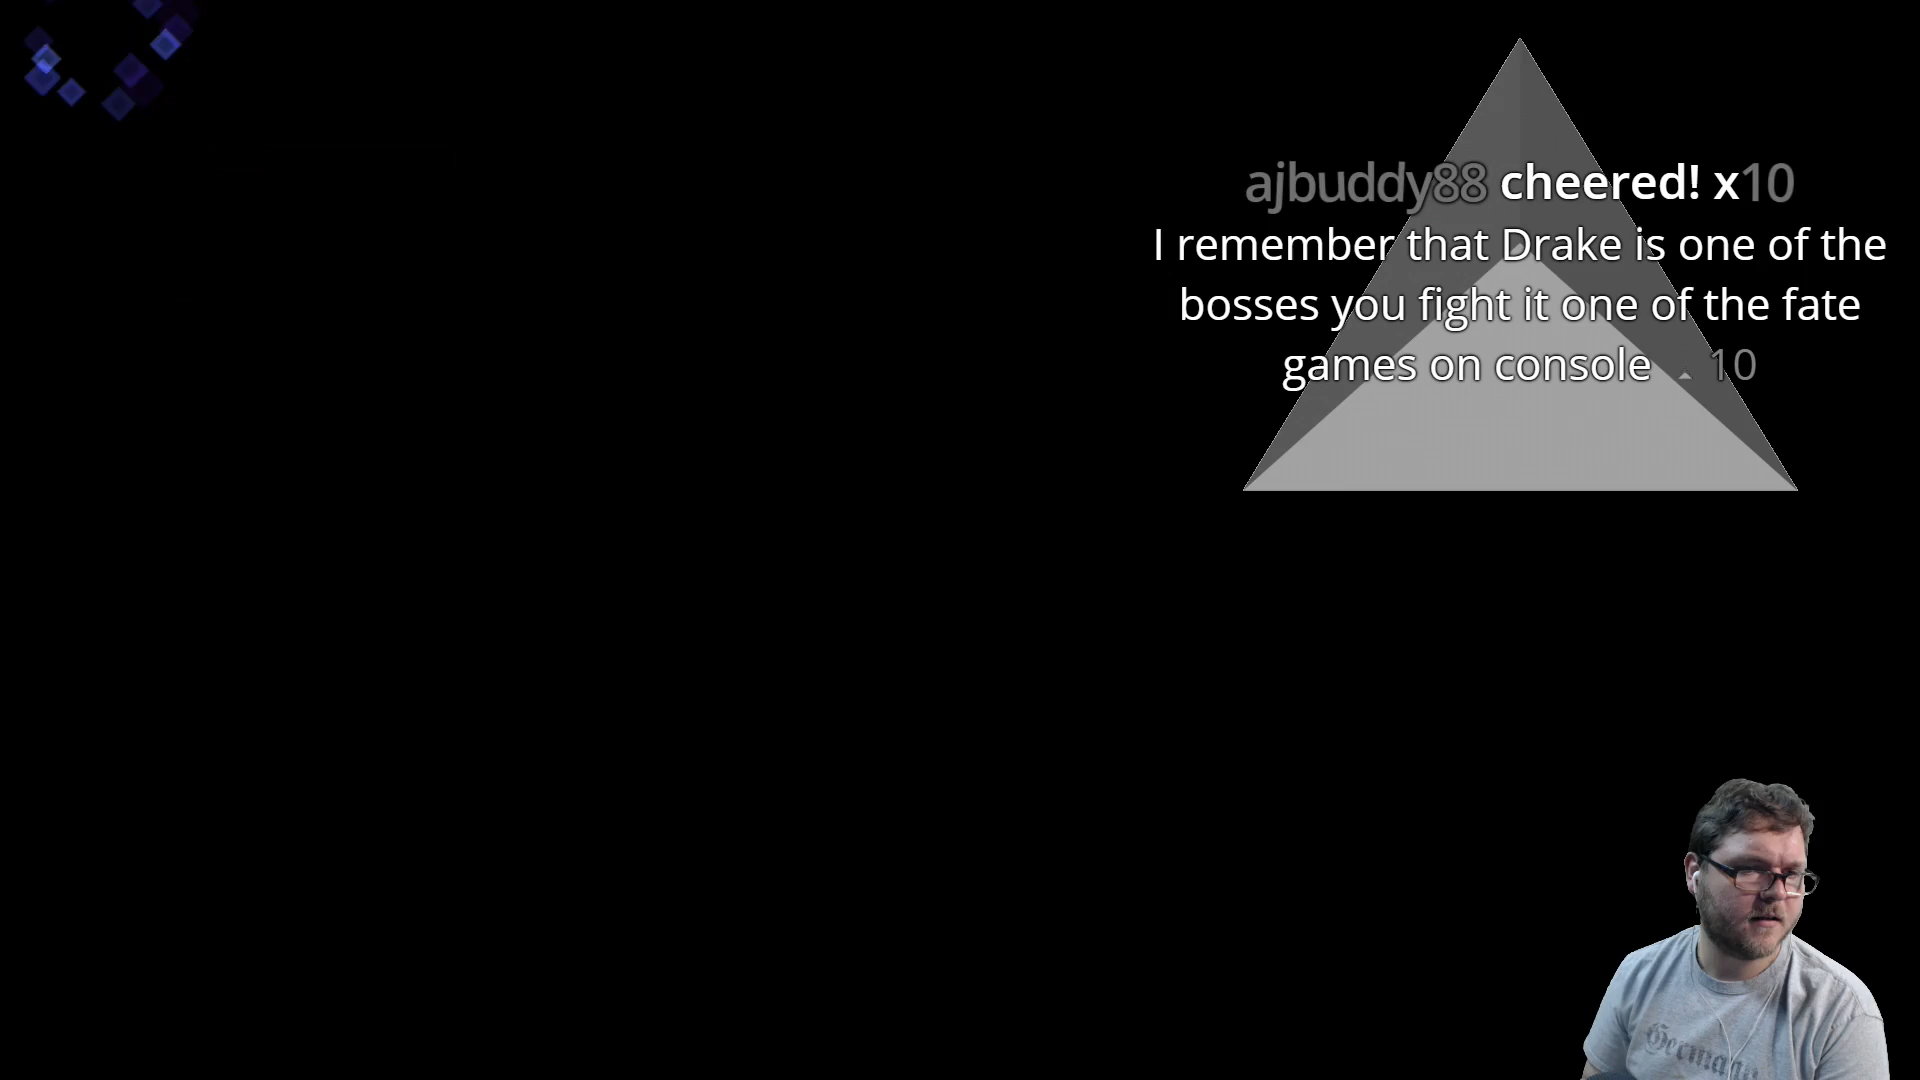 ajbuddy88 cheered! x10
I remember that Drake is one of the
bosses you fight it one of the fate
games on console 10
German